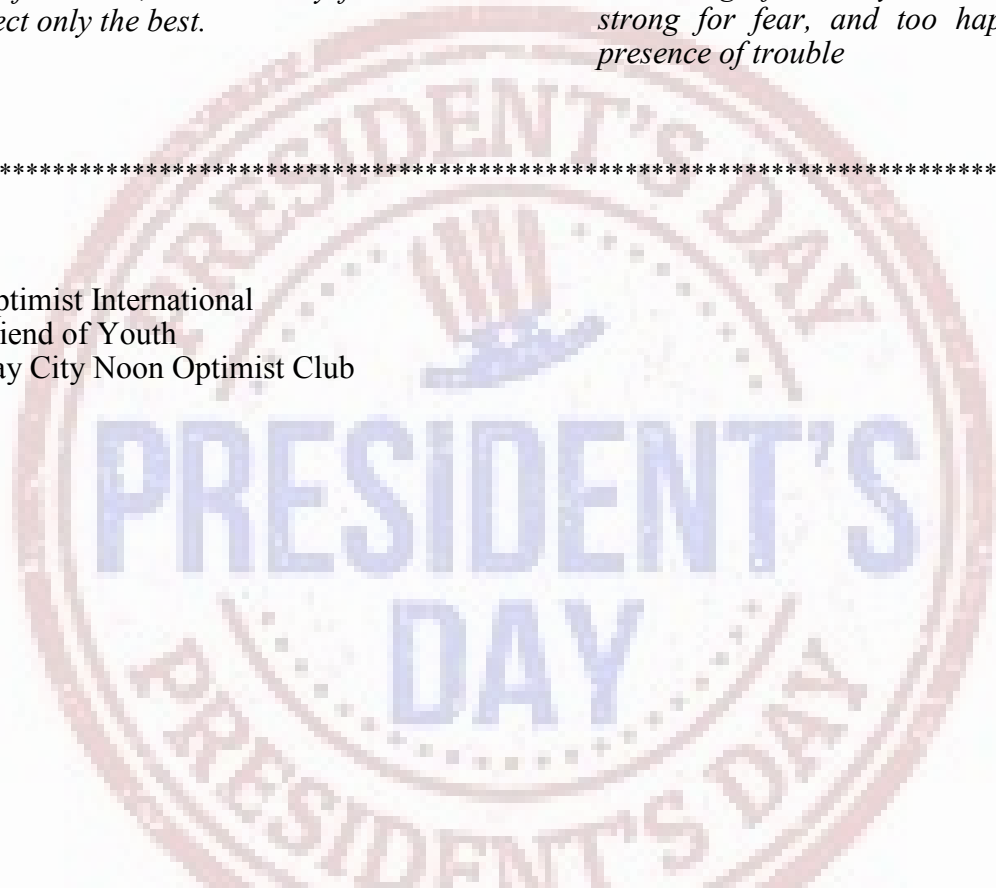 ect only the best.
strong for fear, and too hap
presence of trouble
****************************************************************************************
ptimist International
iend of Youth
ay City Noon Optimist Club
PRESIDENT'S DAY
PRESIDENT'S
DAY
PRESIDENT'S DAY